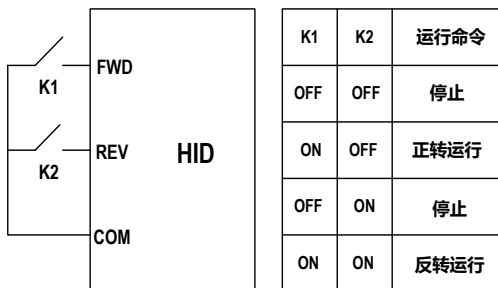 FWD
K1
REV
K2
HID
COM
K1 K2 运行命令
OFF OFF 停止
ON OFF 正转运行
OFF ON 停止
ON ON 反转运行